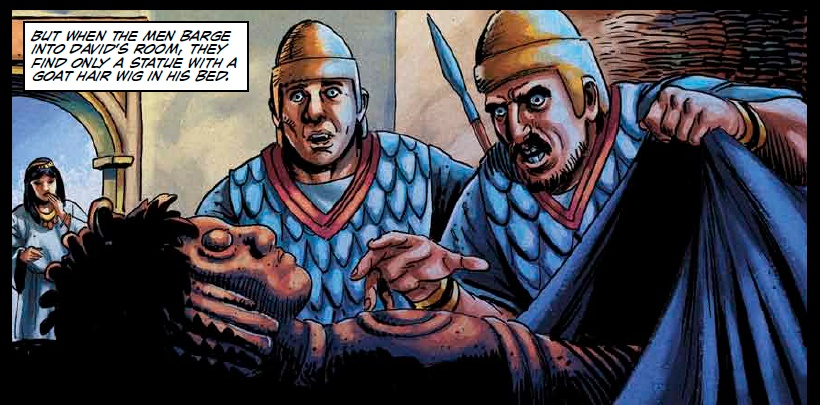 BUT WHEN THE MEN BARGE
INTO DAVID'S ROOM, THEY
FIND ONLY A STATUE WITH A
GOAT HAIR WIG IN HIS BED.